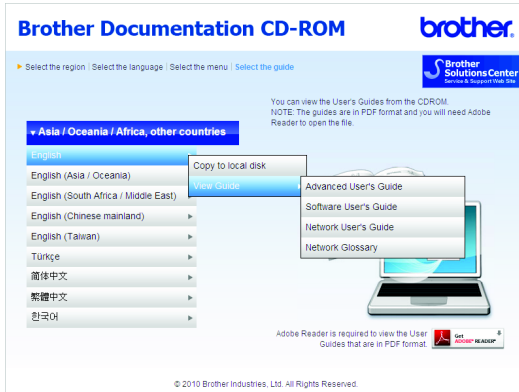 Brother Documentation CD-ROM
brother
Select the region | Select the language | Select the menu | Select the guide
Brother
Solutions Center
Service & Support Web Site
You can view the User's Guides from the CDROM.
NOTE: The guides are in PDF format and you will need Adobe
Reader to open the file.
Asia / Oceania / Africa, other countries
English
Copy to local disk
English (Asia / Oceania)
View Guide
Advanced User's Guide
English (South Africa / Middle East)
Software User's Guide
English (Chinese mainland)
Network User's Guide
English (Taiwan)
Network Glossary
Türkçe
简体中文
繁體中文
한국어
Adobe Reader is required to view the User
Guides that are in PDF format.
Get
ADOBE® READER®
© 2010 Brother Industries, Ltd. All Rights Reserved.